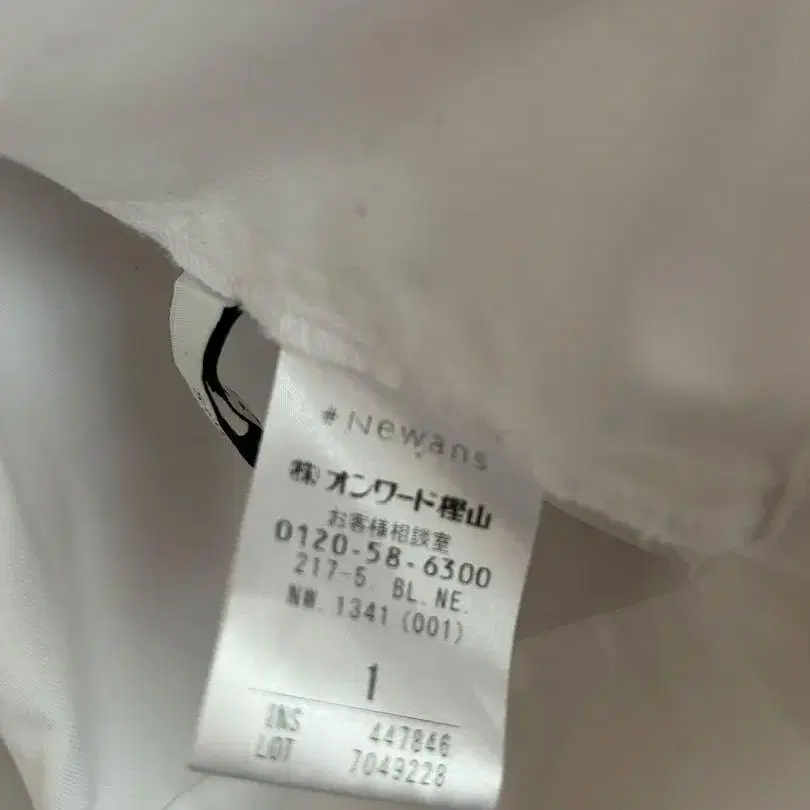 #Newans
㈱オンワード樫山
お客様相談室
0120-58-6300
217-5. BL.NE.
NW.1341(001)
1
INS 447846
LOT 7049228